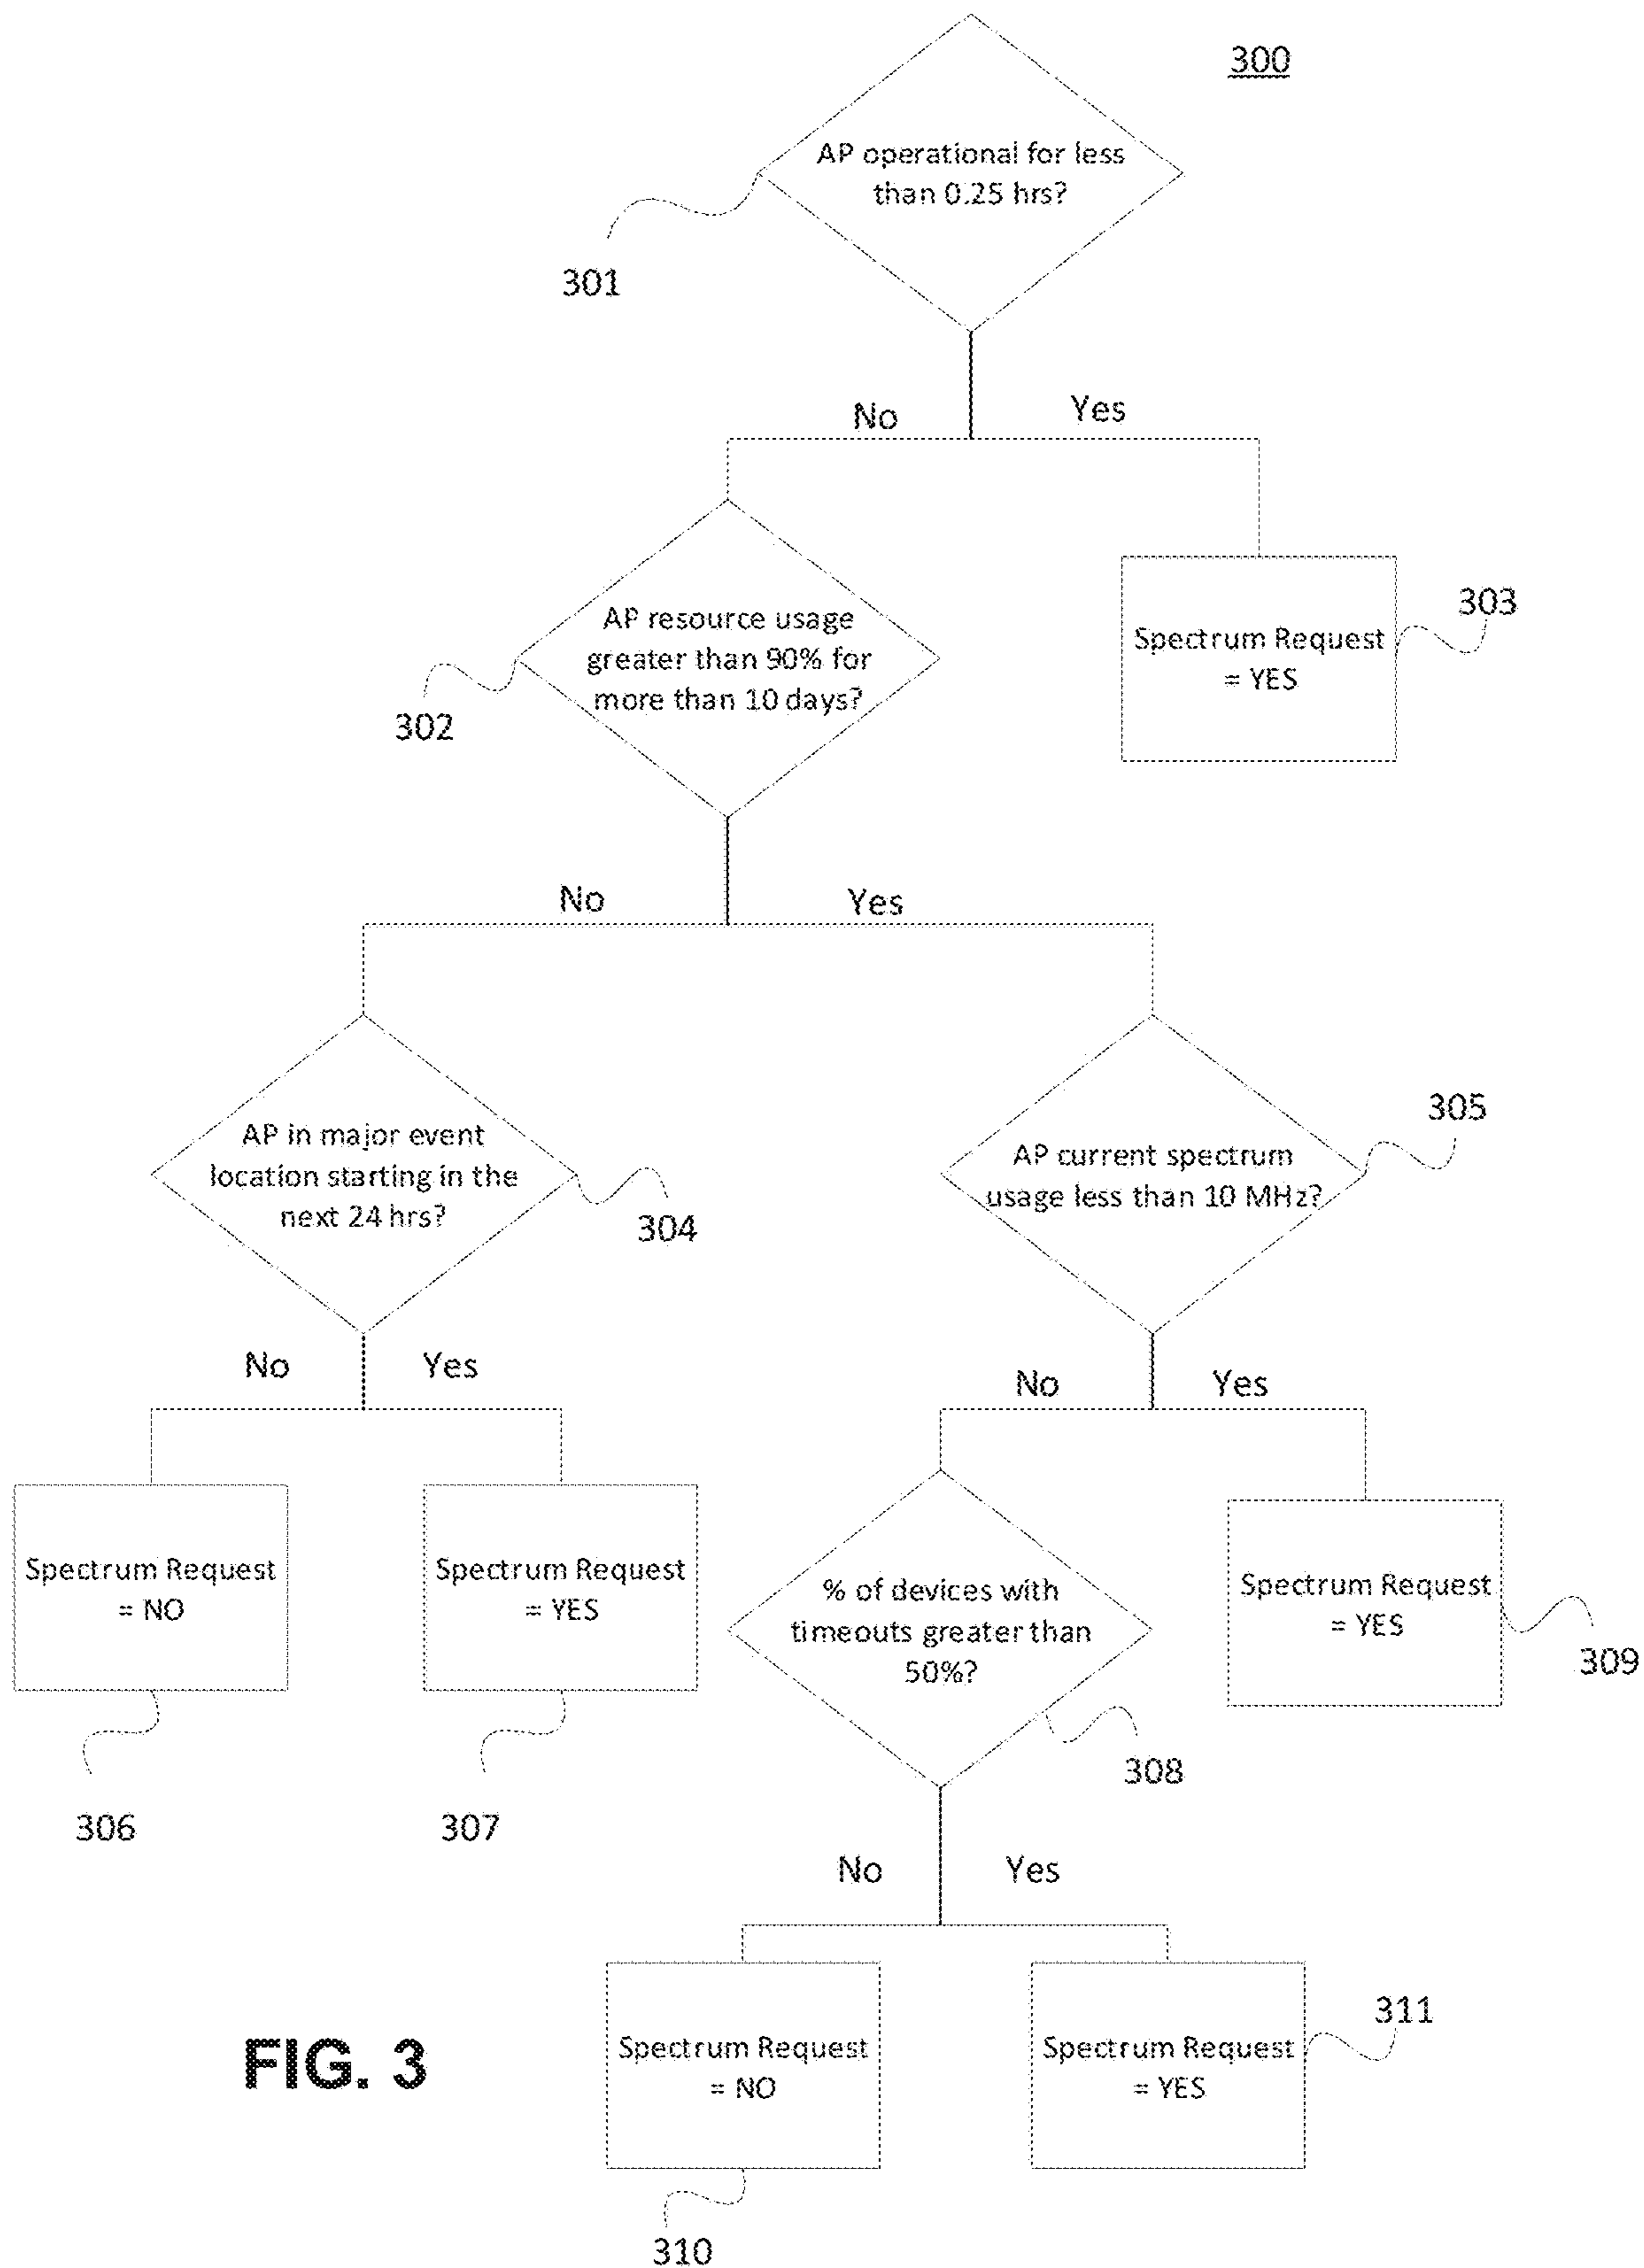 300
AP operational for less
than 0.25 hrs?
301
No
Yes
AP resource usage
greater than 90% for
more than 10 days?
302
Spectrum Request
= YES
303
No
Yes
AP in major event
location starting in the
next 24 hrs?
304
AP current spectrum
usage less than 10 MHz?
305
No
Yes
No
Yes
Spectrum Request
= NO
306
Spectrum Request
= YES
307
% of devices with
timeouts greater than
50%?
308
Spectrum Request
= YES
309
No
Yes
Spectrum Request
= NO
310
Spectrum Request
= YES
311
FIG. 3